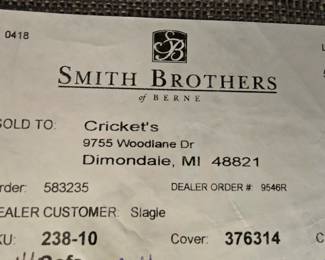 0418
SB
SMITH BROTHERS
of BERNE
SOLD TO: Cricket's
9755 Woodlane Dr
Dimondale, MI 48821
rder: 583235 DEALER ORDER #: 9546R
EALER CUSTOMER: Slagle
KU: 238-10 Cover: 376314 C